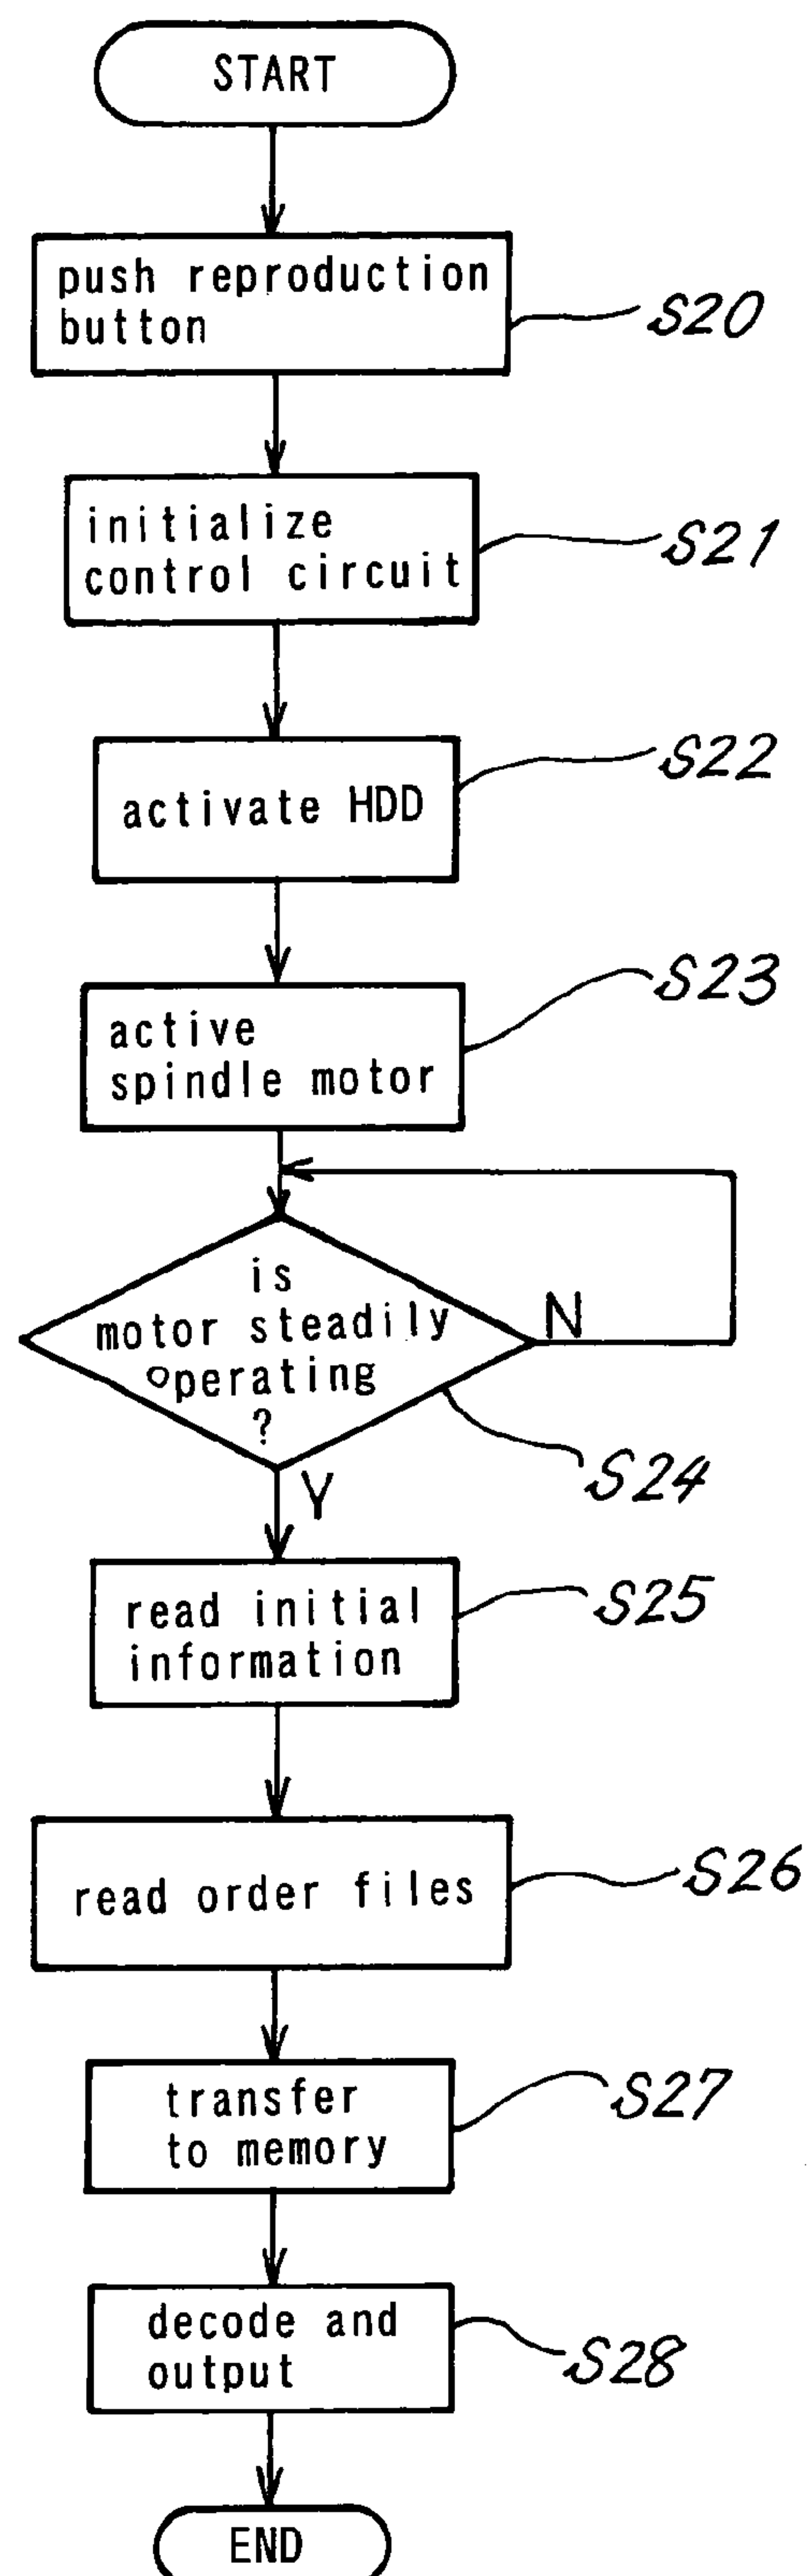 START
push reproduction
button
S20
initialize
control circuit
S21
activate HDD
S22
active
spindle motor
S23
is
motor steadily
operating
?
N
S24
Y
read initial
information
S25
read order files
S26
transfer
to memory
S27
decode and
output
S28
END